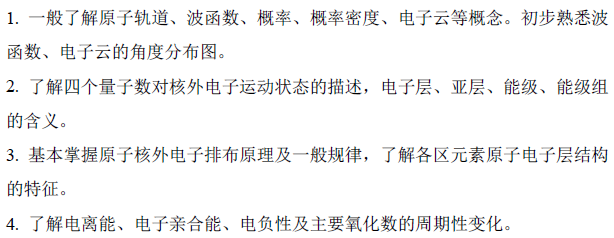 1. 一般了解原子轨道、波函数、概率、概率密度、电子云等概念。初步熟悉波
函数、电子云的角度分布图。
2. 了解四个量子数对核外电子运动状态的描述，电子层、亚层、能级、能级组
的含义。
3. 基本掌握原子核外电子排布原理及一般规律，了解各区元素原子电子层结构
的特征。
4. 了解电离能、电子亲合能、电负性及主要氧化数的周期性变化。